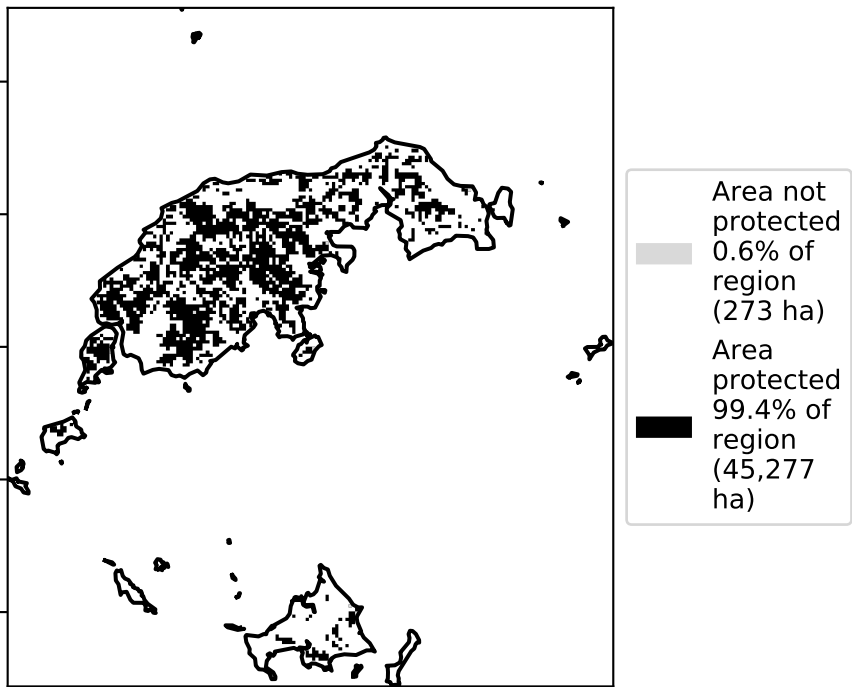 Area not
protected
0.6% of
region
(273 ha)
Area
protected
99.4% of
region
(45,277
ha)